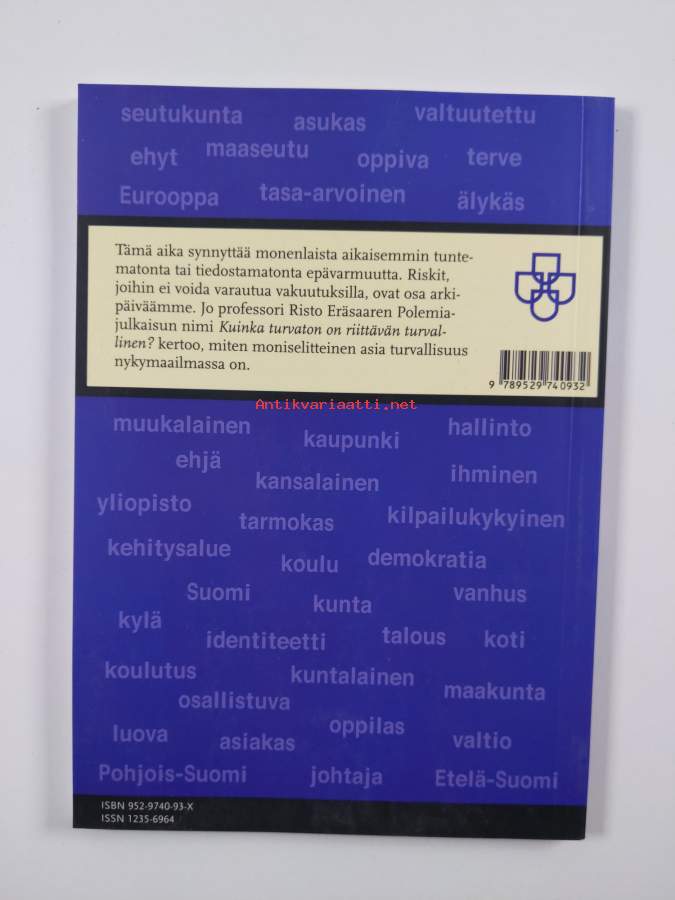 seutukunta asukas valtuutettu
ehyt maaseutu oppiva terve
Eurooppa tasa-arvoinen älykäs
Tämä aika synnyttää monenlaista aikaisemmin tunte-
matonta tai tiedostamatonta epävarmuutta. Riskit,
joihin ei voida varautua vakuutuksilla, ovat osa arki-
päiväämme. Jo professori Risto Eräsaaren Polemia-
julkaisun nimi Kuinka turvaton on riittävän turval-
linen? kertoo, miten moniselitteinen asia turvallisuus
nykymaailmassa on.
9 789529 740932
Antikvariaatti.net
muukalainen kaupunki hallinto
ehjä kansalainen ihminen
yliopisto tarmokas kilpailukykyinen
kehitysalue koulu demokratia
Suomi kunta vanhus
kylä identiteetti talous koti
koulutus kuntalainen maakunta
osallistuva oppilas
luova asiakas valtio
Pohjois-Suomi johtaja Etelä-Suomi
ISBN 952-9740-93-X
ISSN 1235-6964